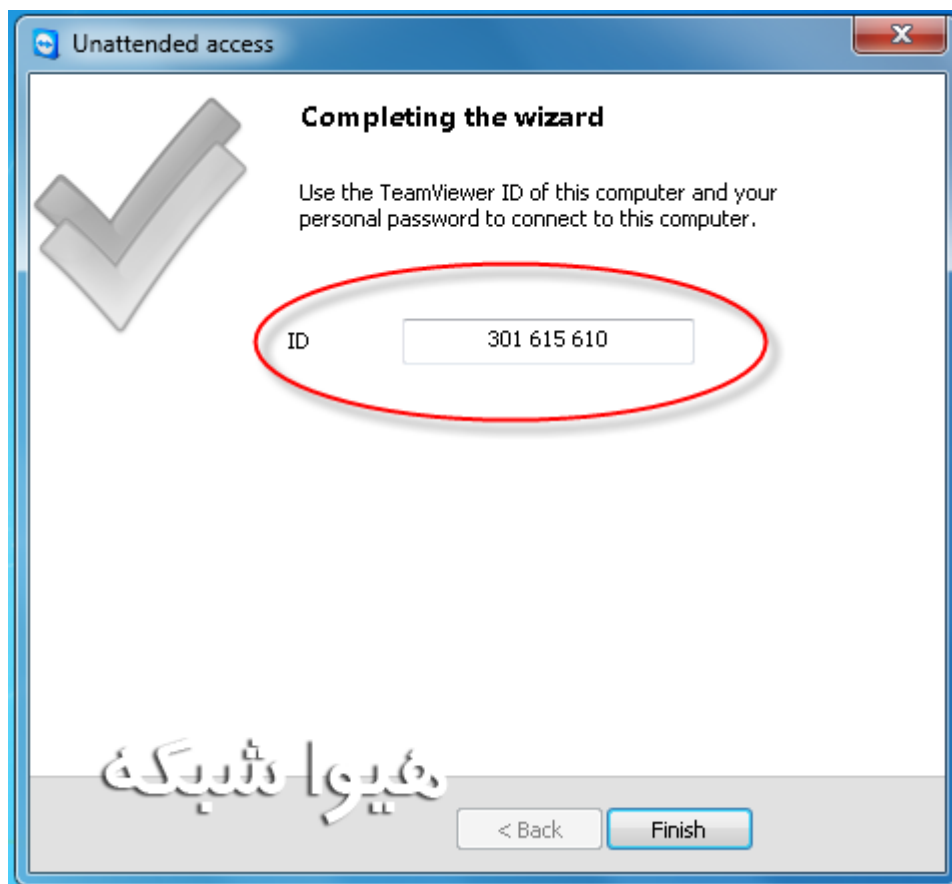 Unattended access
Completing the wizard
Use the TeamViewer ID of this computer and your
personal password to connect to this computer.
ID 301 615 610
هیوا شبکه
< Back Finish